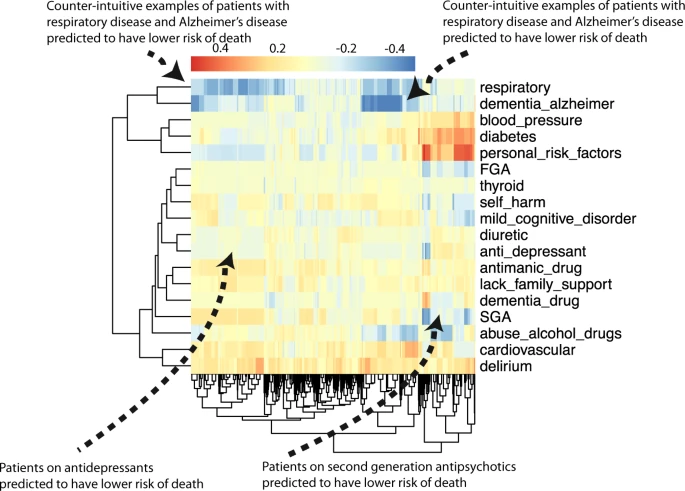 Counter-intuitive examples of patients with
respiratory disease and Alzheimer's disease
predicted to have lower risk of death
Counter-intuitive examples of patients with
respiratory disease and Alzheimer's disease
predicted to have lower risk of death
0.4 0.2 -0.2 -0.4
respiratory
dementia_alzheimer
blood_pressure
diabetes
personal_risk_factors
FGA
thyroid
self_harm
mild_cognitive_disorder
diuretic
anti_depressant
antimanic_drug
lack_family_support
dementia_drug
SGA
abuse_alcohol_drugs
cardiovascular
delirium
Patients on antidepressants
predicted to have lower risk of death
Patients on second generation antipsychotics
predicted to have lower risk of death